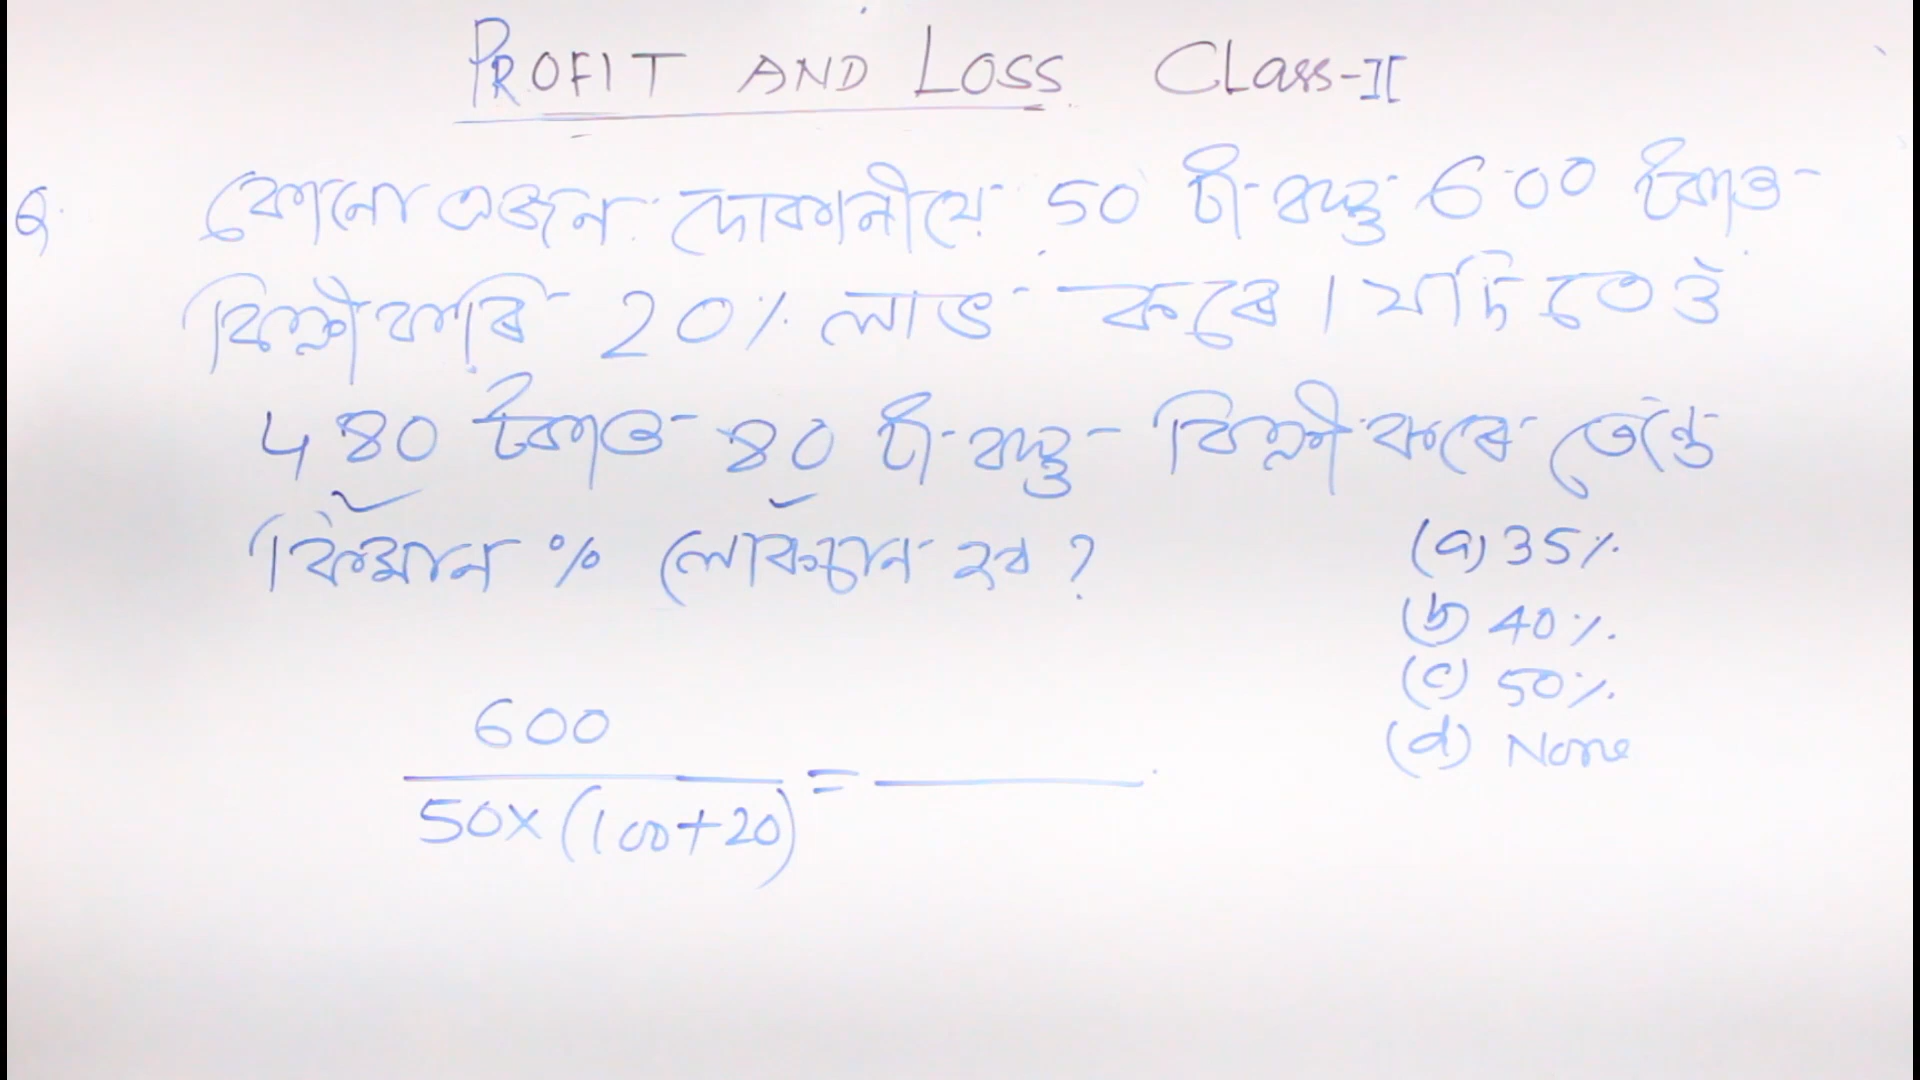 PROFIT AND LOSS Class-II
Q. কোনো এজন দোকানীয়ে 50 টা বস্তু 600 টকাত
বিক্ৰী কৰি 20% লাভ কৰে। যদি তেওঁ
480 টকাত 80 টা বস্তু বিক্ৰী কৰে তেন্তে
কিমান % লোকচান হব ?
(a) 35%.
(b) 40%.
(c) 50%.
(d) None
600
50x(100+20) =